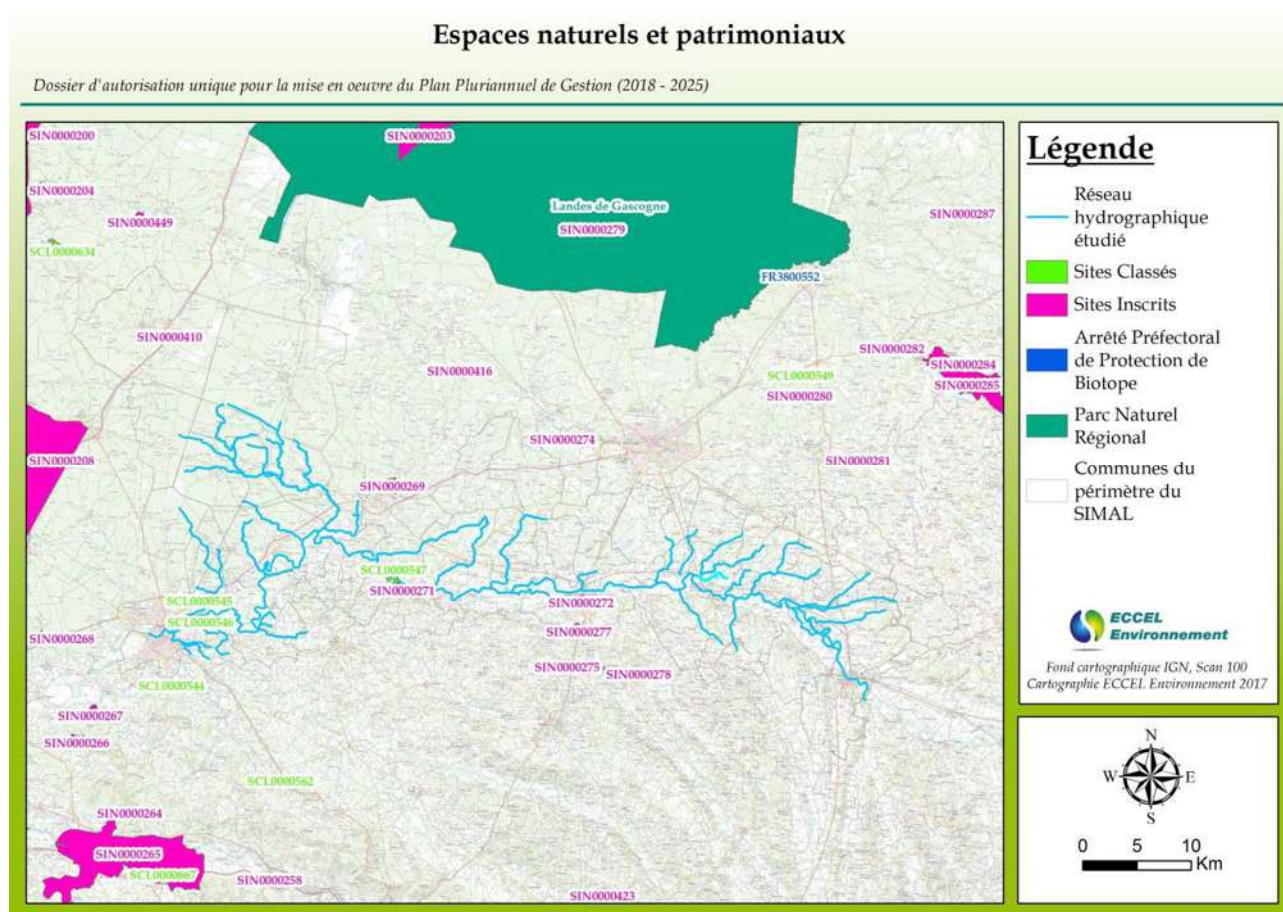 Espaces naturels et patrimoniaux
Dossier d'autorisation unique pour la mise en oeuvre du Plan Pluriannuel de Gestion (2018 - 2025)
SIN0000200
SIN0000203
SIN0000204
SIN0000449
SCL0000634
Landes de Gascogne
SIN0000279
SIN0000287
FR3800552
SIN0000410
SIN0000282
SIN0000284
SIN0000285
SIN0000416
SCL0000549
SIN0000280
SIN0000274
SIN0000208
SIN0000281
SIN0000269
SCL0000547
SIN0000271
SCL0000545
SCL0000546
SIN0000272
SIN0000277
SIN0000268
SIN0000275
SIN0000278
SCL0000544
SIN0000267
SIN0000266
SCL0000562
SIN0000264
SIN0000265
SCL0000667
SIN0000258
SIN0000423
Légende
Réseau
hydrographique
étudié
Sites Classés
Sites Inscrits
Arrêté Préfectoral
de Protection de
Biotope
Parc Naturel
Régional
Communes du
périmètre du
SIMAL
ECCEL
Environnement
Fond cartographique IGN, Scan 100
Cartographie ECCEL Environnement 2017
N
W E
S
0 5 10
Km